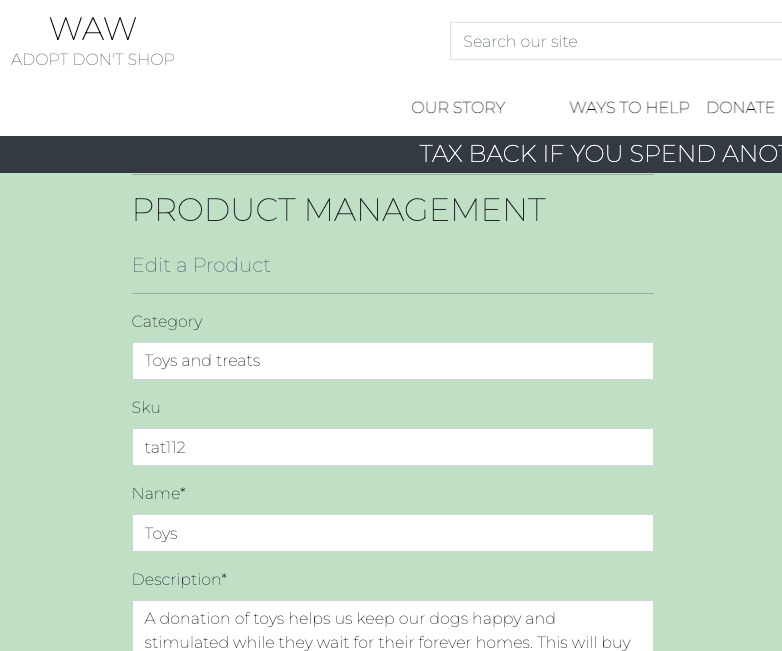 WAW
ADOPT DON'T SHOP
Search our site
OUR STORY WAYS TO HELP DONATE
TAX BACK IF YOU SPEND
PRODUCT MANAGEMENT
Edit a Product
Category
Toys and treats
Sku
tat112
Name*
Toys
Description*
A donation of toys helps us keep our dogs happy and
stimulated while they wait for their forever homes. This will buy